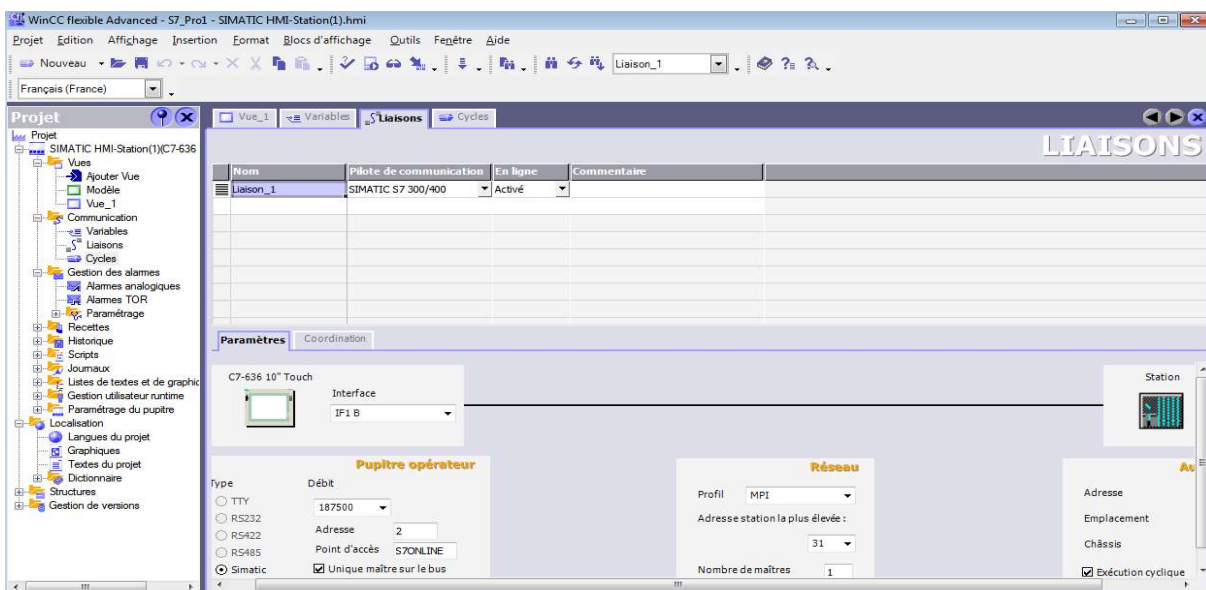 WinCC flexible Advanced - S7_Pro1 - SIMATIC HMI-Station(1).hmi
Projet Edition Affichage Insertion Format Blocs d'affichage Outils Fenêtre Aide
Nouveau Liaison_1
Français (France)
Projet
Projet
SIMATIC HMI-Station(1)(C7-636
Vues
Ajouter Vue
Modèle
Vue_1
Communication
Variables
Liaisons
Cycles
Gestion des alarmes
Alarmes analogiques
Alarmes TOR
Paramétrage
Recettes
Historique
Scripts
Journaux
Listes de textes et de graphic
Gestion utilisateur runtime
Paramétrage du pupitre
Localisation
Langues du projet
Graphiques
Textes du projet
Dictionnaire
Structures
Gestion de versions
Vue_1 Variables Liaisons Cycles
LIAISONS
Nom Pilote de communication En ligne Commentaire
Liaison_1 SIMATIC S7 300/400 Activé
Paramètres Coordination
C7-636 10" Touch
Interface
IF1 B
Station
Pupitre opérateur
Type Débit
TTY
187500
RS232
Adresse 2
RS422
Point d'accès S7ONLINE
RS485
Simatic Unique maître sur le bus
Réseau
Profil MPI
Adresse station la plus élevée :
31
Nombre de maîtres 1
Au
Adresse
Emplacement
Châssis
Exécution cyclique